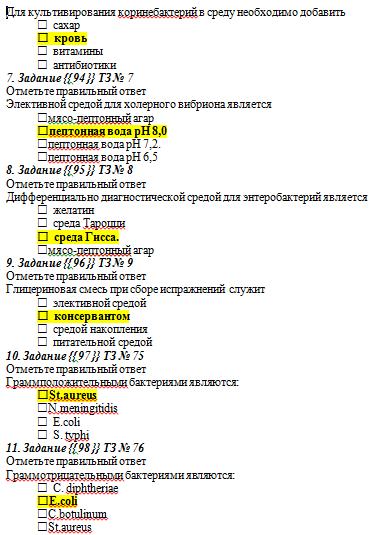 Для культивирования коринебактерий в среду необходимо добавить
☐ сахар
☐ кровь
☐ витамины
☐ антибиотики
7. Задание {{94}} ТЗ № 7
Отметьте правильный ответ
Элективной средой для холерного вибриона является
☐мясо-пептонный агар
☐пептонная вода рН 8,0
☐пептонная вода рН 7,2.
☐пептонная вода рН 6,5
8. Задание {{95}} ТЗ № 8
Отметьте правильный ответ
Дифференциально диагностической средой для энтеробактерий является
☐ желатин
☐ среда Тароцци
☐ среда Гисса.
☐мясо-пептонный агар
9. Задание {{96}} ТЗ № 9
Отметьте правильный ответ
Глицериновая смесь при сборе испражнений служит
☐ элективной средой
☐ консервантом
☐ средой накопления
☐ питательной средой
10. Задание {{97}} ТЗ № 75
Отметьте правильный ответ
Граммположительными бактериями являются:
☐St.aureus
☐N.meningitidis
☐ E.coli
☐ S. typhi
11. Задание {{98}} ТЗ № 76
Отметьте правильный ответ
Граммотрицательными бактериями являются:
☐ C. diphtheriae
☐E.coli
☐C.botulinum
☐St.aureus